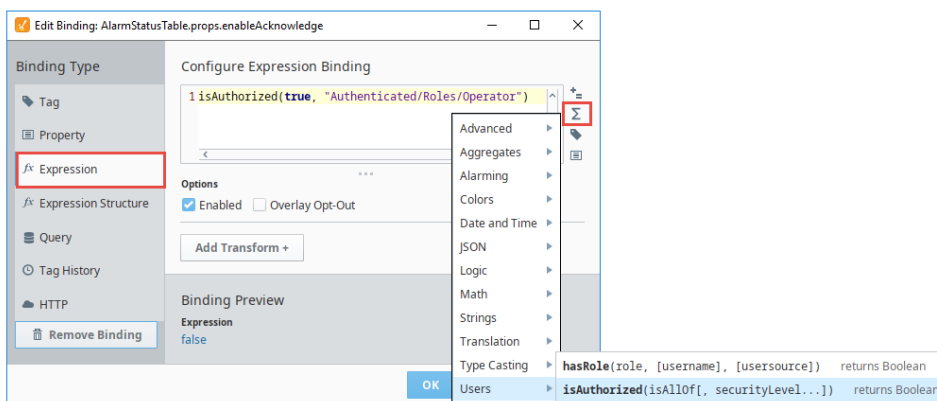 Edit Binding: AlarmStatusTable.props.enableAcknowledge
Binding Type
Tag
Property
fx Expression
fx Expression Structure
Query
Tag History
HTTP
Remove Binding
Configure Expression Binding
1 isAuthorized(true, "Authenticated/Roles/Operator")
Options
Enabled
Overlay Opt-Out
Add Transform +
Binding Preview
Expression
false
OK
Σ
Advanced
Aggregates
Alarming
Colors
Date and Time
JSON
Logic
Math
Strings
Translation
Type Casting
Users
hasRole(role, [username], [usersource]) returns Boolean
isAuthorized(isAllOf[, securityLevel...]) returns Boolean